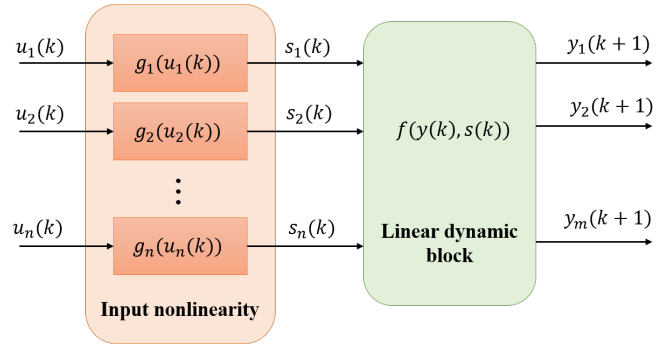 u₁(k) g₁(u₁(k)) s₁(k) y₁(k + 1)
u₂(k) g₂(u₂(k)) s₂(k) f(y(k), s(k)) y₂(k + 1)
⋮
uₙ(k) gₙ(uₙ(k)) sₙ(k) yₘ(k + 1)
Linear dynamic
block
Input nonlinearity